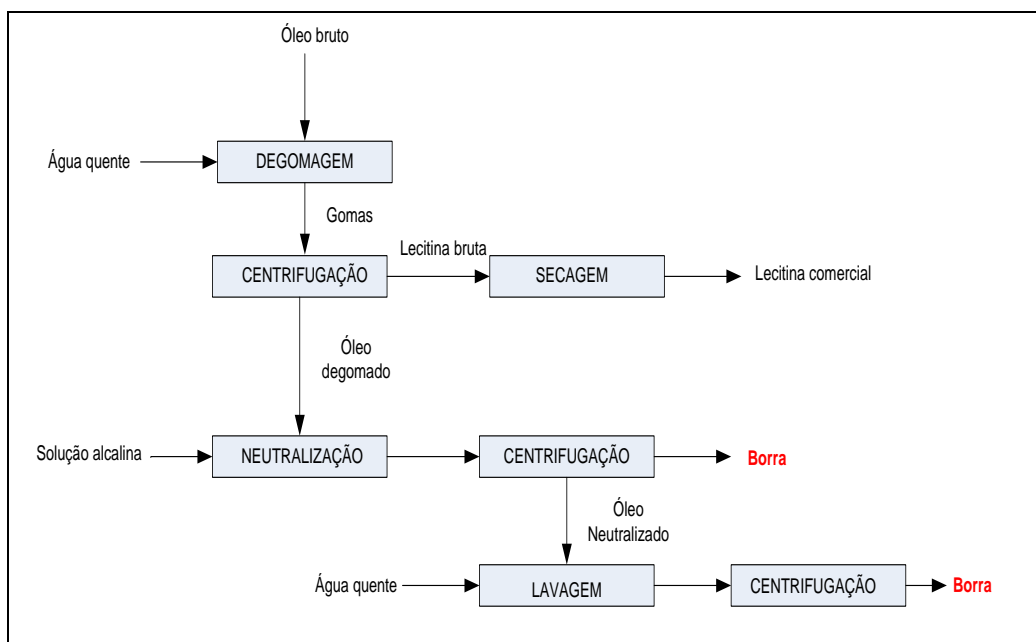 Óleo bruto
Água quente
DEGOMAGEM
Gomas
Lecitina bruta
CENTRIFUGAÇÃO
SECAGEM
Lecitina comercial
Óleo
degomado
Solução alcalina
NEUTRALIZAÇÃO
CENTRIFUGAÇÃO
Borra
Óleo
Neutralizado
Água quente
LAVAGEM
CENTRIFUGAÇÃO
Borra